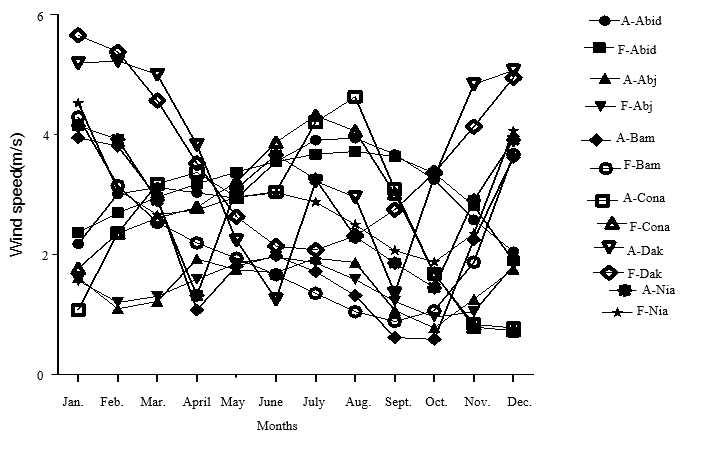 6
4
2
0
Wind speed(m/s)
Jan. Feb. Mar. April May June July Aug. Sept. Oct. Nov. Dec.
Months
A-Abid
F-Abid
A-Abj
F-Abj
A-Bam
F-Bam
A-Cona
F-Cona
A-Dak
F-Dak
A-Nia
F-Nia